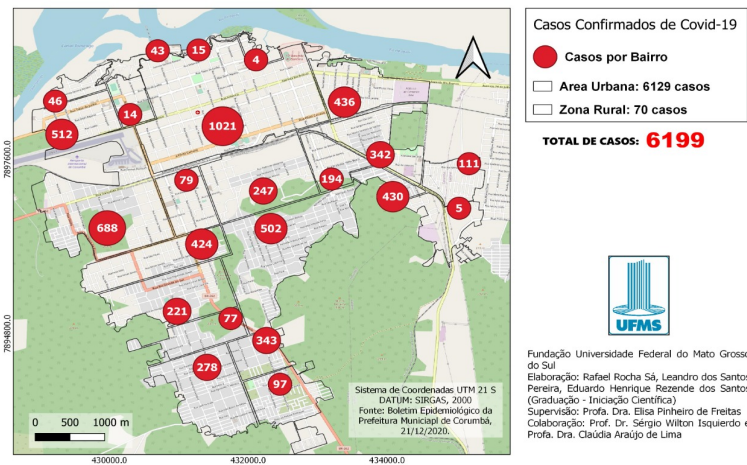 43
15
4
46
14
436
512
1021
342
111
79
247
194
430
5
688
502
424
221
77
343
278
97
7897600.0
7894800.0
430000.0
432000.0
434000.0
0 500 1000 m
Sistema de Coordenadas UTM 21 S
DATUM: SIRGAS, 2000
Fonte: Boletim Epidemiológico da
Prefeitura Municiapl de Corumbá,
21/12/2020.
Casos Confirmados de Covid-19
Casos por Bairro
Area Urbana: 6129 casos
Zona Rural: 70 casos
TOTAL DE CASOS: 6199
UFMS
Fundação Universidade Federal do Mato Grosso
do Sul
Elaboração: Rafael Rocha Sá, Leandro dos Santos
Pereira, Eduardo Henrique Rezende dos Santos
(Graduação - Iniciação Científica)
Supervisão: Profa. Dra. Elisa Pinheiro de Freitas
Colaboração: Prof. Dr. Sérgio Wilton Isquierdo e
Profa. Dra. Claúdia Araújo de Lima